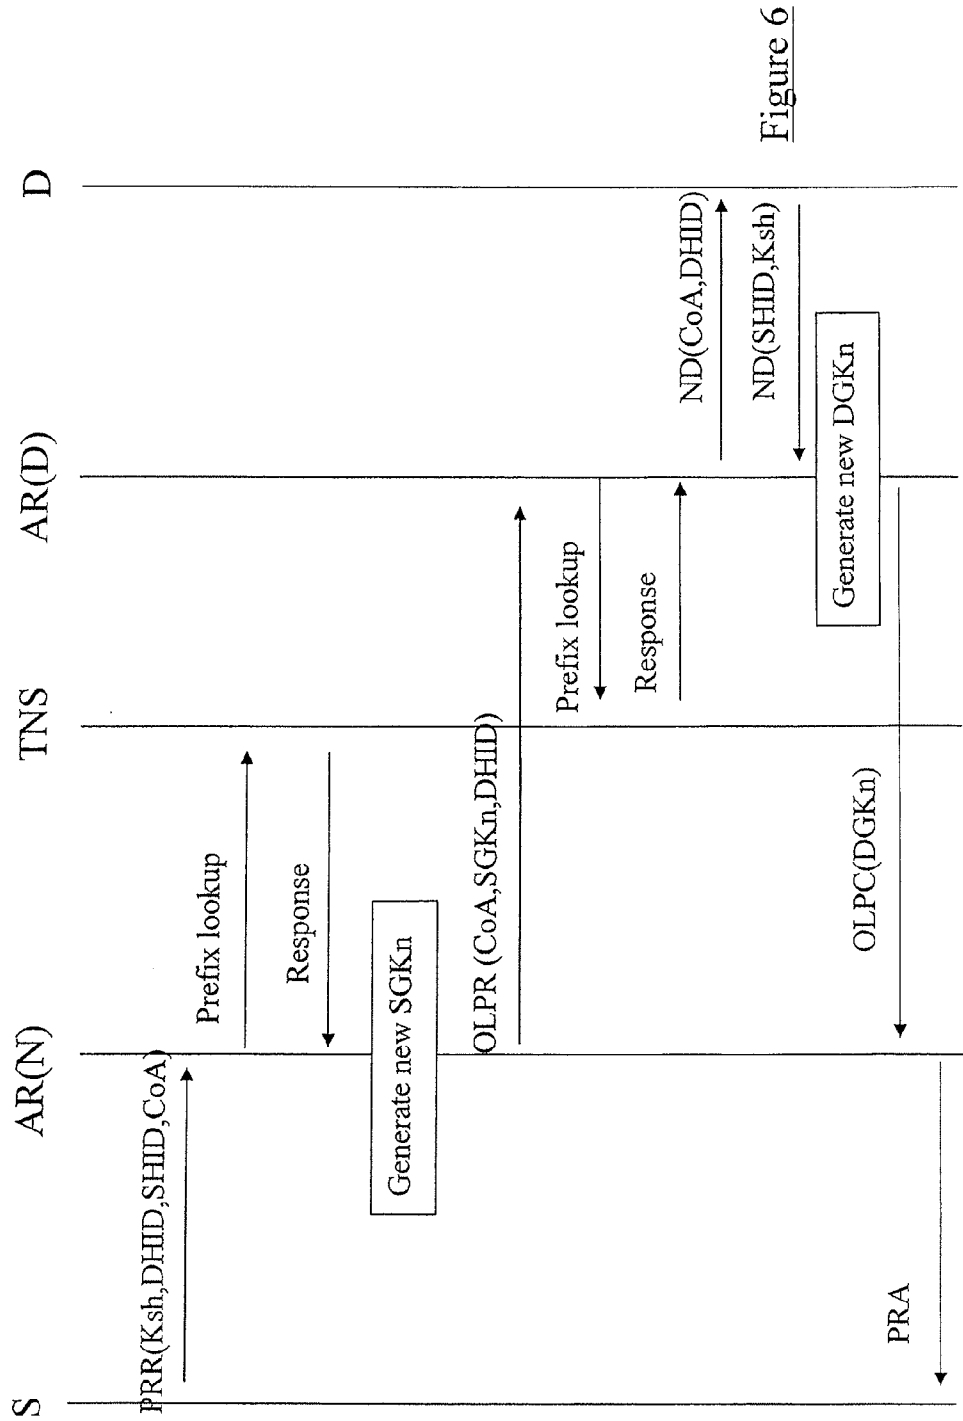 S
AR(N)
TNS
AR(D)
D
PRR(Ksh,DHID,SHID,CoA)
Prefix lookup
Response
Generate new SGKn
OLPR (CoA,SGKn,DHID)
Prefix lookup
Response
ND(CoA,DHID)
ND(SHID,Ksh)
Generate new DGKn
OLPC(DGKn)
PRA
Figure 6